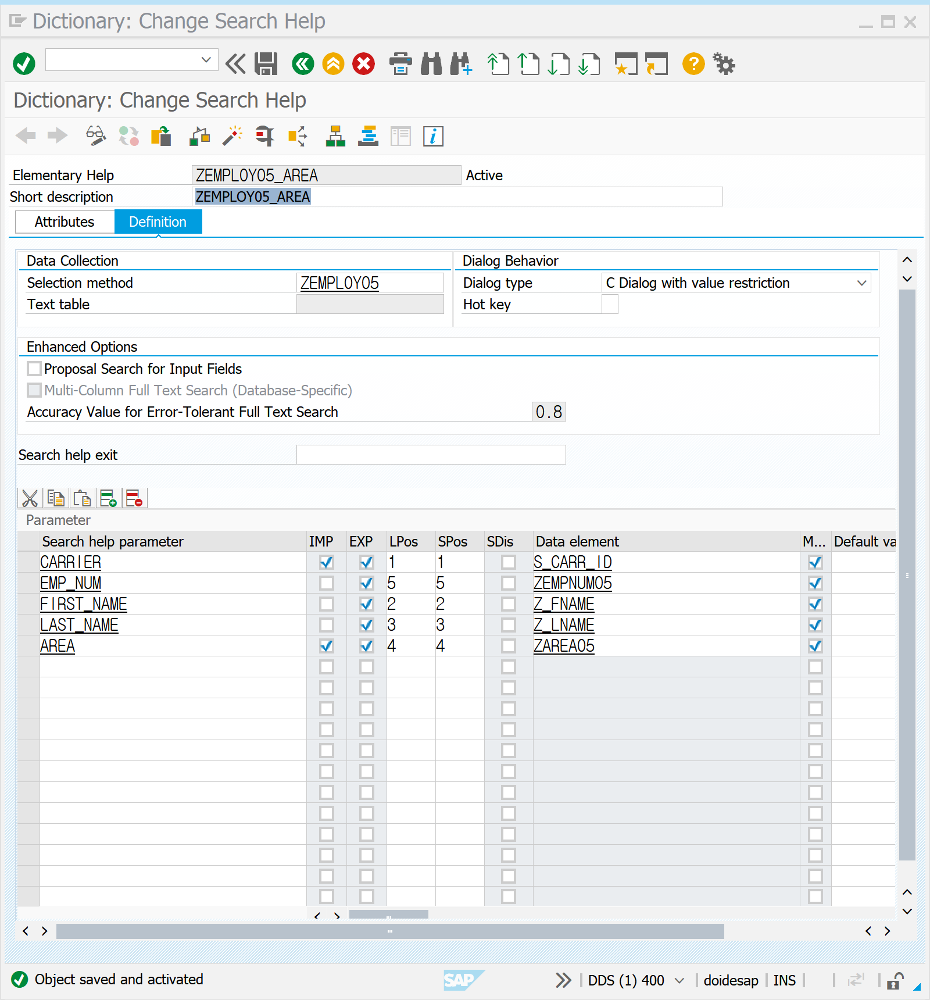 Dictionary: Change Search Help
Dictionary: Change Search Help
Elementary Help ZEMPLOY05_AREA Active
Short description ZEMPLOY05_AREA
Attributes Definition
Data Collection Dialog Behavior
Selection method ZEMPLOY05 Dialog type C Dialog with value restriction
Text table Hot key
Enhanced Options
Proposal Search for Input Fields
Multi-Column Full Text Search (Database-Specific)
Accuracy Value for Error-Tolerant Full Text Search 0.8
Search help exit
Parameter
Search help parameter IMP EXP LPos SPos SDis Data element M... Default va
CARRIER 1 1 S_CARR_ID
EMP_NUM 5 5 ZEMPNUM05
FIRST_NAME 2 2 Z_FNAME
LAST_NAME 3 3 Z_LNAME
AREA 4 4 ZAREA05
Object saved and activated SAP DDS (1) 400 doidesap INS